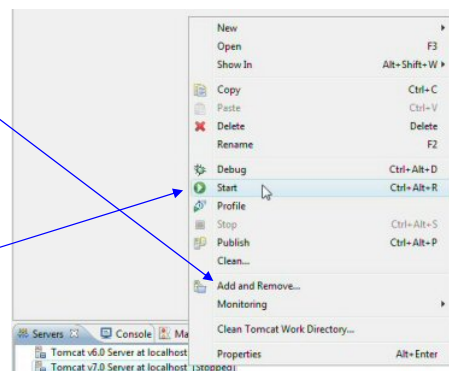 New
Open F3
Show In Alt+Shift+W
Copy Ctrl+C
Paste Ctrl+V
Delete Delete
Rename F2
Debug Ctrl+Alt+D
Start Ctrl+Alt+R
Profile
Stop Ctrl+Alt+S
Publish Ctrl+Alt+P
Clean...
Add and Remove...
Monitoring
Clean Tomcat Work Directory...
Properties Alt+Enter
Servers Console Ma
Tomcat v6.0 Server at localhost
Tomcat v7.0 Server at localhost [Stopped]